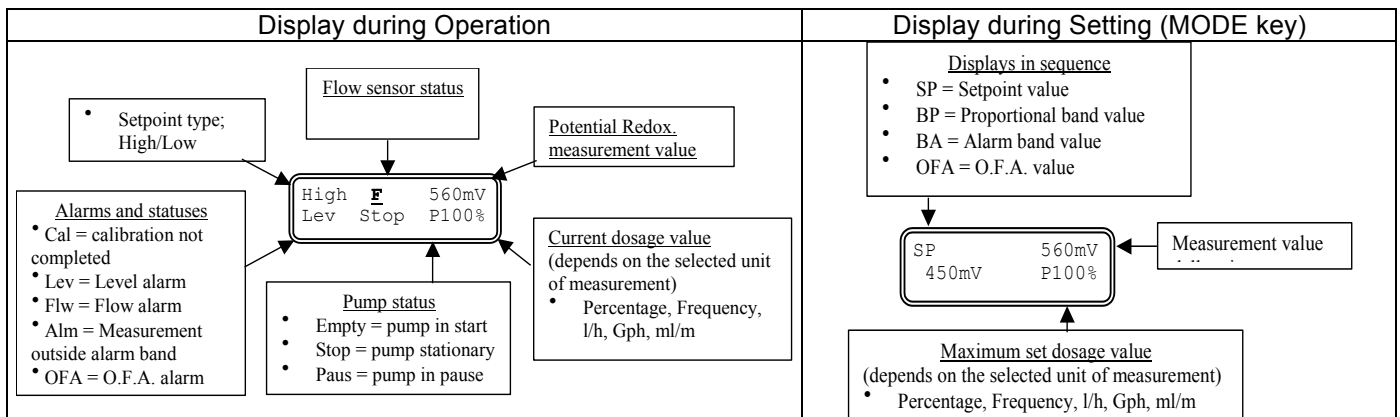 Display during Operation
Display during Setting (MODE key)
Flow sensor status
• Setpoint type;
High/Low
Potential Redox.
measurement value
High F 560mV
Lev Stop P100%
Alarms and statuses
• Cal = calibration not
completed
• Lev = Level alarm
• Flw = Flow alarm
• Alm = Measurement
outside alarm band
• OFA = O.F.A. alarm
Pump status
• Empty = pump in start
• Stop = pump stationary
• Paus = pump in pause
Current dosage value
(depends on the selected unit
of measurement)
• Percentage, Frequency,
l/h, Gph, ml/m
Displays in sequence
• SP = Setpoint value
• BP = Proportional band value
• BA = Alarm band value
• OFA = O.F.A. value
SP 560mV
450mV P100%
Measurement value
Maximum set dosage value
(depends on the selected unit of measurement)
• Percentage, Frequency, l/h, Gph, ml/m